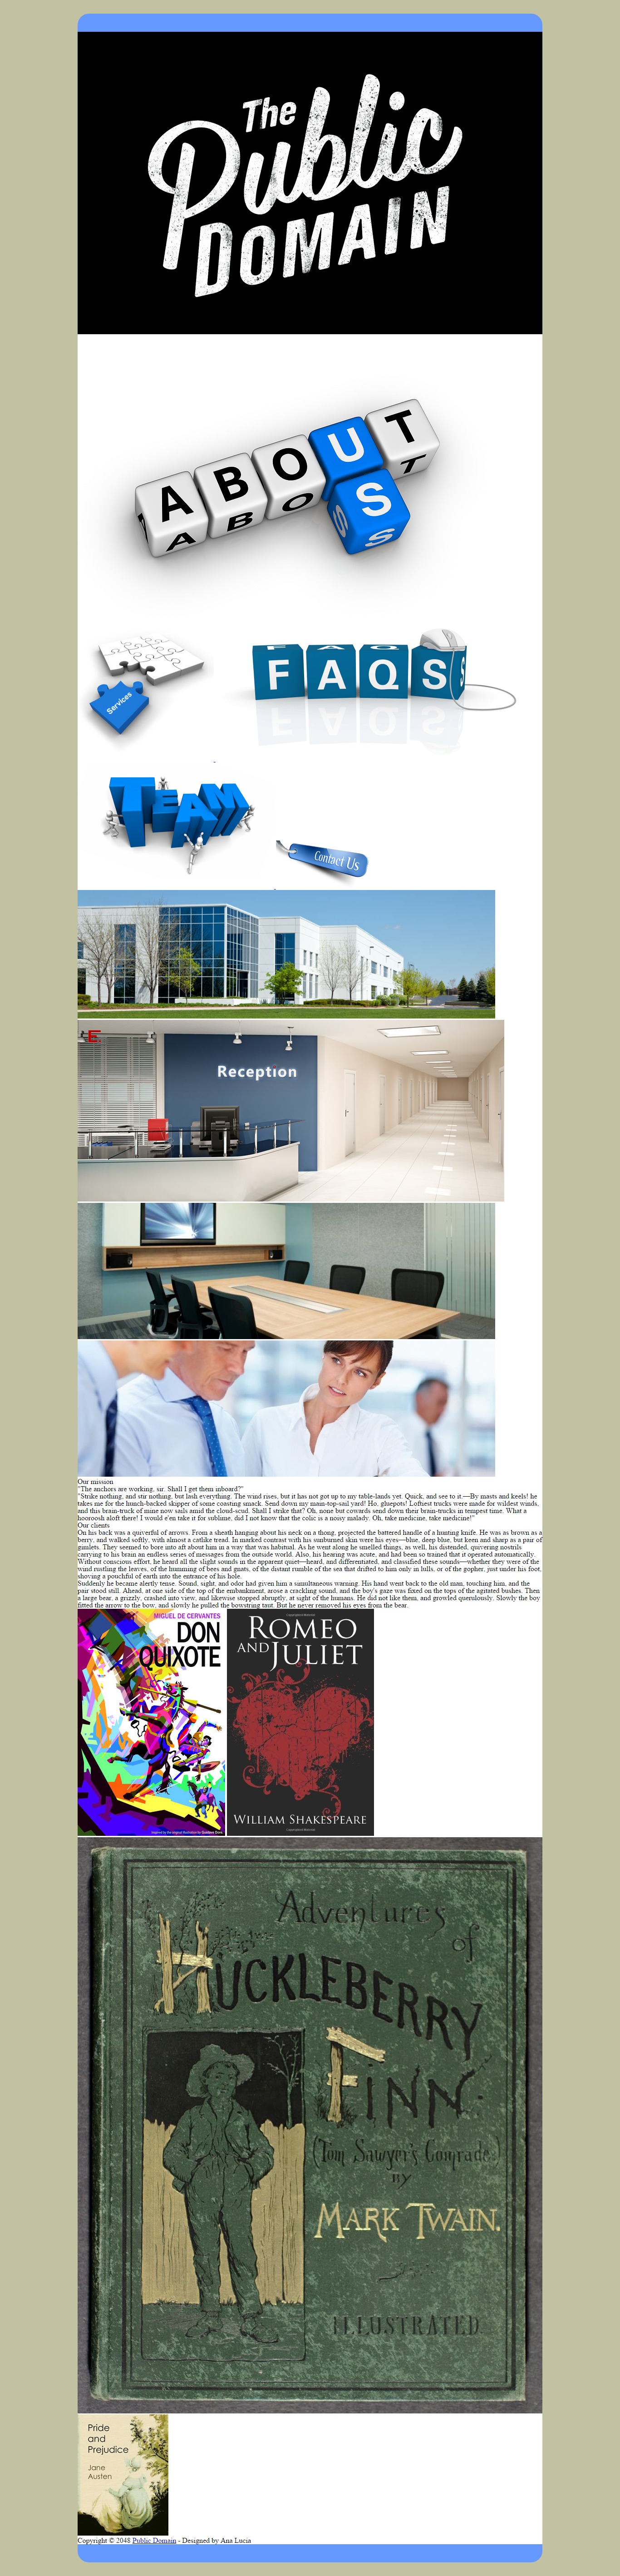 The
Public
DOMAIN
ABOUT
US
Services
FAQS
TEAM
Contact Us
E.
Reception
Our mission
"The anchors are working, sir. Shall I get them inboard?"
"Strike nothing, and stir nothing, but lash everything. The wind rises, but it has not got up to my table-lands yet. Quick, and see to it.—By masts and keels! he
takes me for the hunch-backed skipper of some coasting smack. Send down my main-top-sail yard! Ho, gluepots! Loftiest trucks were made for wildest winds,
and this brain-truck of mine now sails amid the cloud-scud. Shall I strike that? Oh, none but cowards send down their brain-trucks in tempest time. What a
hooroosh aloft there! I would e'en take it for sublime, did I not know that the colic is a noisy malady. Oh, take medicine, take medicine!"
Our clients
On his back was a quiverful of arrows. From a sheath hanging about his neck on a thong, projected the battered handle of a hunting knife. He was as brown as a
berry, and walked softly, with almost a catlike tread. In marked contrast with his sunburned skin were his eyes—blue, deep blue, but keen and sharp as a pair of
gimlets. They seemed to bore into aft about him in a way that was habitual. As he went along he smelled things, as well, his distended, quivering nostrils
carrying to his brain an endless series of messages from the outside world. Also, his hearing was acute, and had been so trained that it operated automatically.
Without conscious effort, he heard all the slight sounds in the apparent quiet—heard, and differentiated, and classified these sounds—whether they were of the
wind rustling the leaves, of the humming of bees and gnats, of the distant rumble of the sea that drifted to him only in lulls, or of the gopher, just under his foot,
shoving a pouchful of earth into the entrance of his hole.
Suddenly he became alertly tense. Sound, sight, and odor had given him a simultaneous warning. His hand went back to the old man, touching him, and the
pair stood still. Ahead, at one side of the top of the embankment, arose a crackling sound, and the boy's gaze was fixed on the tops of the agitated bushes. Then
a large bear, a grizzly, crashed into view, and likewise stopped abruptly, at sight of the humans. He did not like them, and growled querulously. Slowly the boy
fitted the arrow to the bow, and slowly he pulled the bowstring taut. But he never removed his eyes from the bear.
MIGUEL DE CERVANTES
DON
QUIXOTE
ROMEO
AND JULIET
WILLIAM SHAKESPEARE
Adventures
of
HUCKLEBERRY
FINN.
(Tom Sawyer's Comrade.)
by
MARK TWAIN.
ILLUSTRATED
Pride
and
Prejudice
Jane
Austen
Copyright © 2048 Public Domain - Designed by Ana Lucia